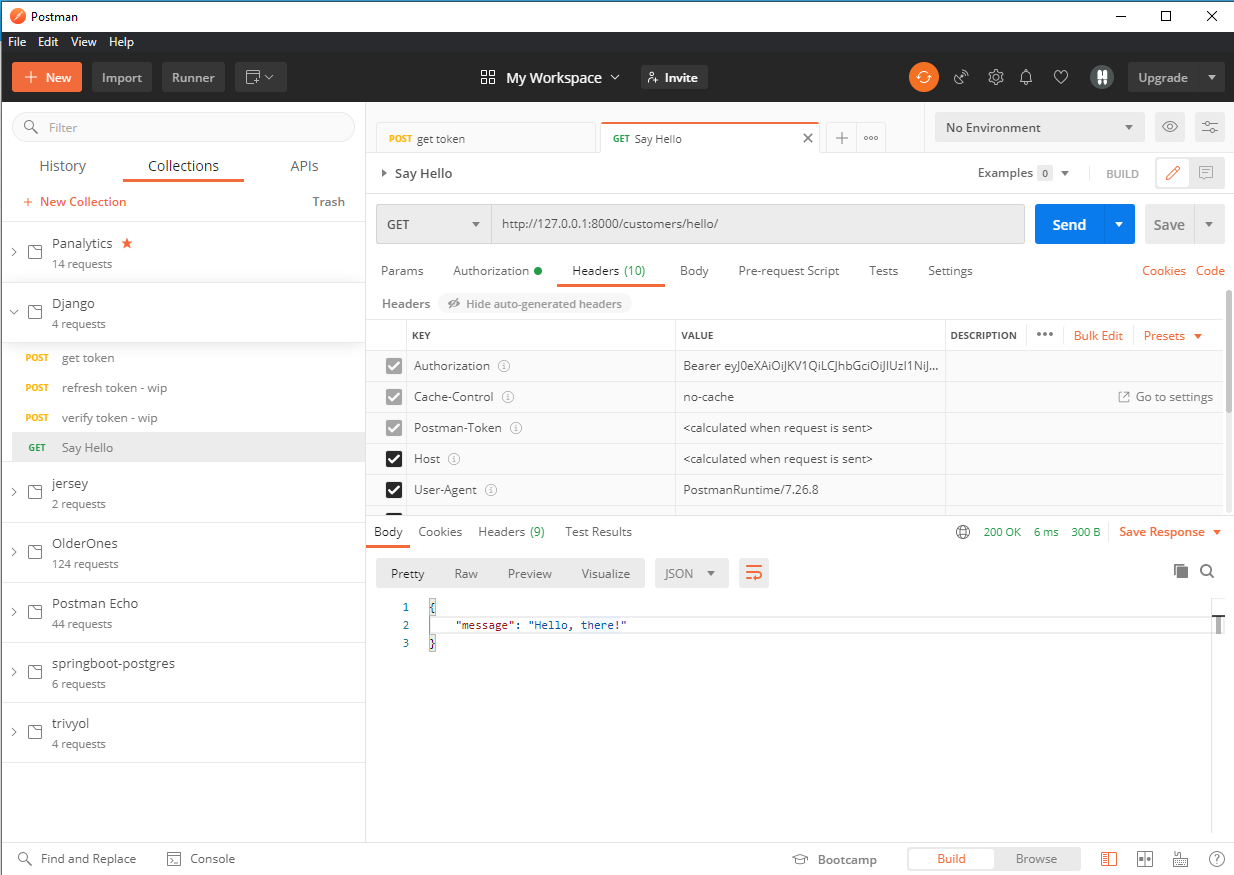 Postman
File Edit View Help
New Import Runner My Workspace Invite Upgrade
Filter
History Collections APIs
New Collection Trash
Panalytics
14 requests
Django
4 requests
POST get token
POST refresh token - wip
POST verify token - wip
GET Say Hello
jersey
2 requests
OlderOnes
124 requests
Postman Echo
44 requests
springboot-postgres
6 requests
trivyol
4 requests
POST get token GET Say Hello No Environment
Say Hello Examples 0 BUILD
GET http://127.0.0.1:8000/customers/hello/ Send Save
Params Authorization Headers (10) Body Pre-request Script Tests Settings Cookies Code
Headers Hide auto-generated headers
KEY VALUE DESCRIPTION Bulk Edit Presets
Authorization Bearer eyJ0eXAiOiJKV1QiLCJhbGciOiJIUzI1NiJ...
Cache-Control no-cache Go to settings
Postman-Token <calculated when request is sent>
Host <calculated when request is sent>
User-Agent PostmanRuntime/7.26.8
Body Cookies Headers (9) Test Results 200 OK 6 ms 300 B Save Response
Pretty Raw Preview Visualize JSON
1 {
2 "message": "Hello, there!"
3 }
Find and Replace Console Bootcamp Build Browse